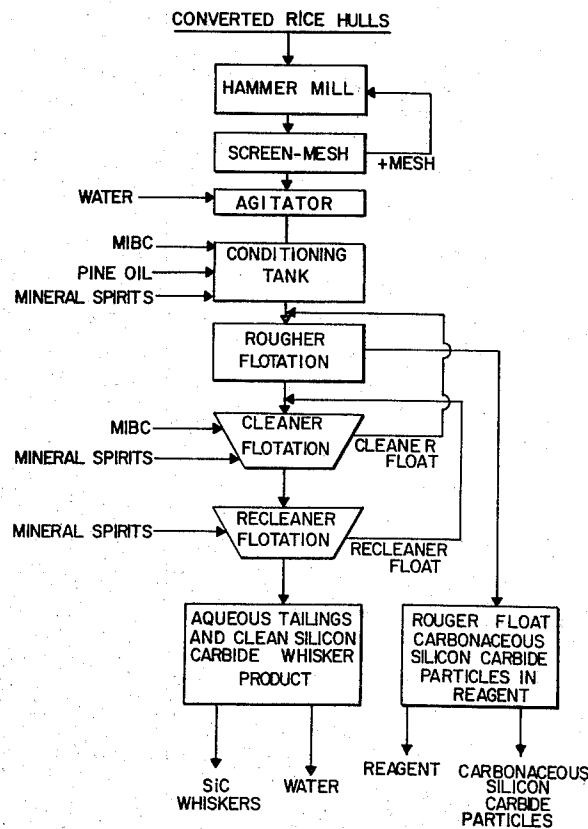 CONVERTED RICE HULLS
HAMMER MILL
SCREEN-MESH
+MESH
WATER
AGITATOR
MIBC
PINE OIL
MINERAL SPIRITS
CONDITIONING
TANK
ROUGHER
FLOTATION
MIBC
MINERAL SPIRITS
CLEANER
FLOTATION
CLEANER
FLOAT
MINERAL SPIRITS
RECLEANER
FLOTATION
RECLEANER
FLOAT
AQUEOUS TAILINGS
AND CLEAN SILICON
CARBIDE WHISKER
PRODUCT
ROUGER FLOAT
CARBONACEOUS
SILICON CARBIDE
PARTICLES IN
REAGENT
SiC
WHISKERS
WATER
REAGENT
CARBONACEOUS
SILICON
CARBIDE
PARTICLES